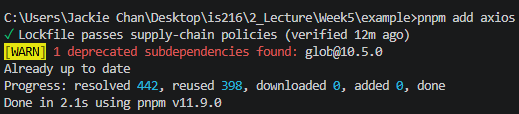 C:\Users\Jackie Chan\Desktop\is216\2_Lecture\Week5\example>pnpm add axios
✓ Lockfile passes supply-chain policies (verified 12m ago)
[WARN] 1 deprecated subdependencies found: glob@10.5.0
Already up to date
Progress: resolved 442, reused 398, downloaded 0, added 0, done
Done in 2.1s using pnpm v11.9.0